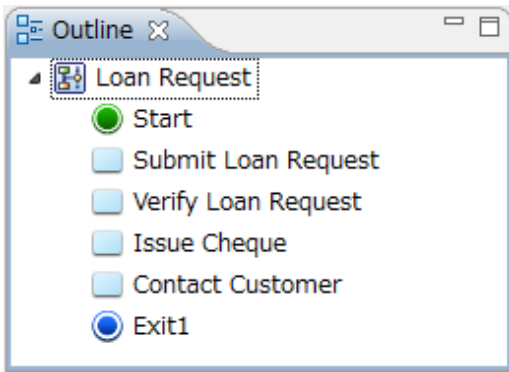 Outline
Loan Request
Start
Submit Loan Request
Verify Loan Request
Issue Cheque
Contact Customer
Exit1